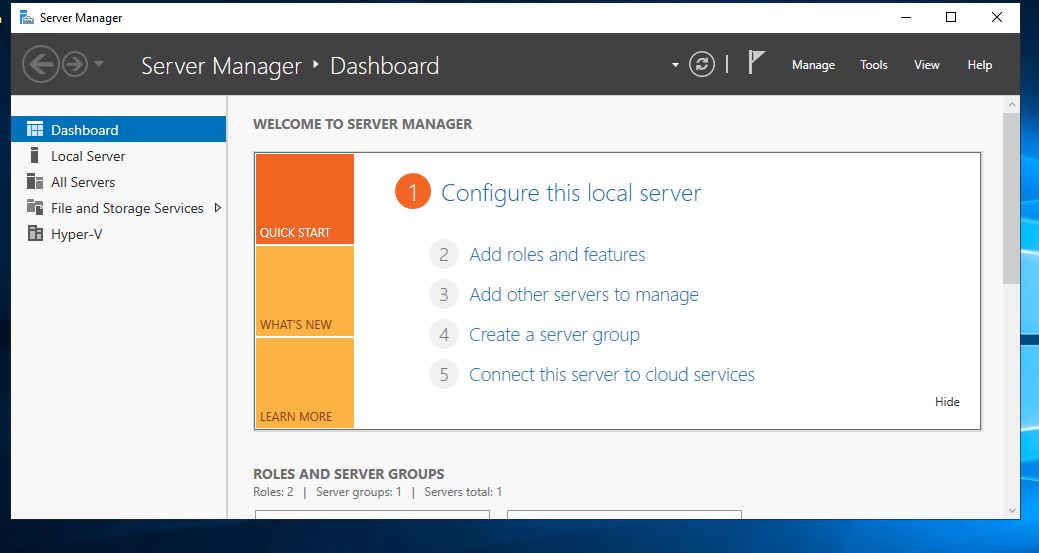 Server Manager
Server Manager ‣ Dashboard
Manage Tools View Help
Dashboard
Local Server
All Servers
File and Storage Services
Hyper-V
WELCOME TO SERVER MANAGER
QUICK START
WHAT'S NEW
LEARN MORE
1 Configure this local server
2 Add roles and features
3 Add other servers to manage
4 Create a server group
5 Connect this server to cloud services
Hide
ROLES AND SERVER GROUPS
Roles: 2 | Server groups: 1 | Servers total: 1